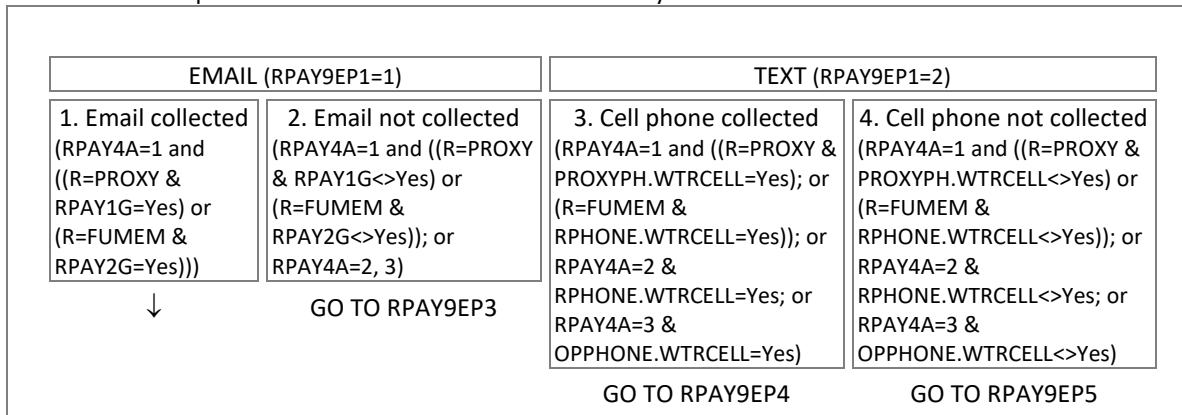 EMAIL (RPAY9EP1=1)
TEXT (RPAY9EP1=2)
1. Email collected
(RPAY4A=1 and
((R=PROXY &
RPAY1G=Yes) or
(R=FUMEM &
RPAY2G=Yes)))
↓
2. Email not collected
(RPAY4A=1 and ((R=PROXY
& RPAY1G<>Yes) or
(R=FUMEM &
RPAY2G<>Yes)); or
RPAY4A=2, 3)
GO TO RPAY9EP3
3. Cell phone collected
(RPAY4A=1 and ((R=PROXY &
PROXYPH.WTRCELL=Yes); or
(R=FUMEM &
RPHONE.WTRCELL=Yes)); or
RPAY4A=2 &
RPHONE.WTRCELL=Yes; or
RPAY4A=3 &
OPPHONE.WTRCELL=Yes)
GO TO RPAY9EP4
4. Cell phone not collected
(RPAY4A=1 and ((R=PROXY &
PROXYPH.WTRCELL<>Yes) or
(R=FUMEM &
RPHONE.WTRCELL<>Yes)); or
RPAY4A=2 &
RPHONE.WTRCELL<>Yes; or
RPAY4A=3 &
OPPHONE.WTRCELL<>Yes)
GO TO RPAY9EP5